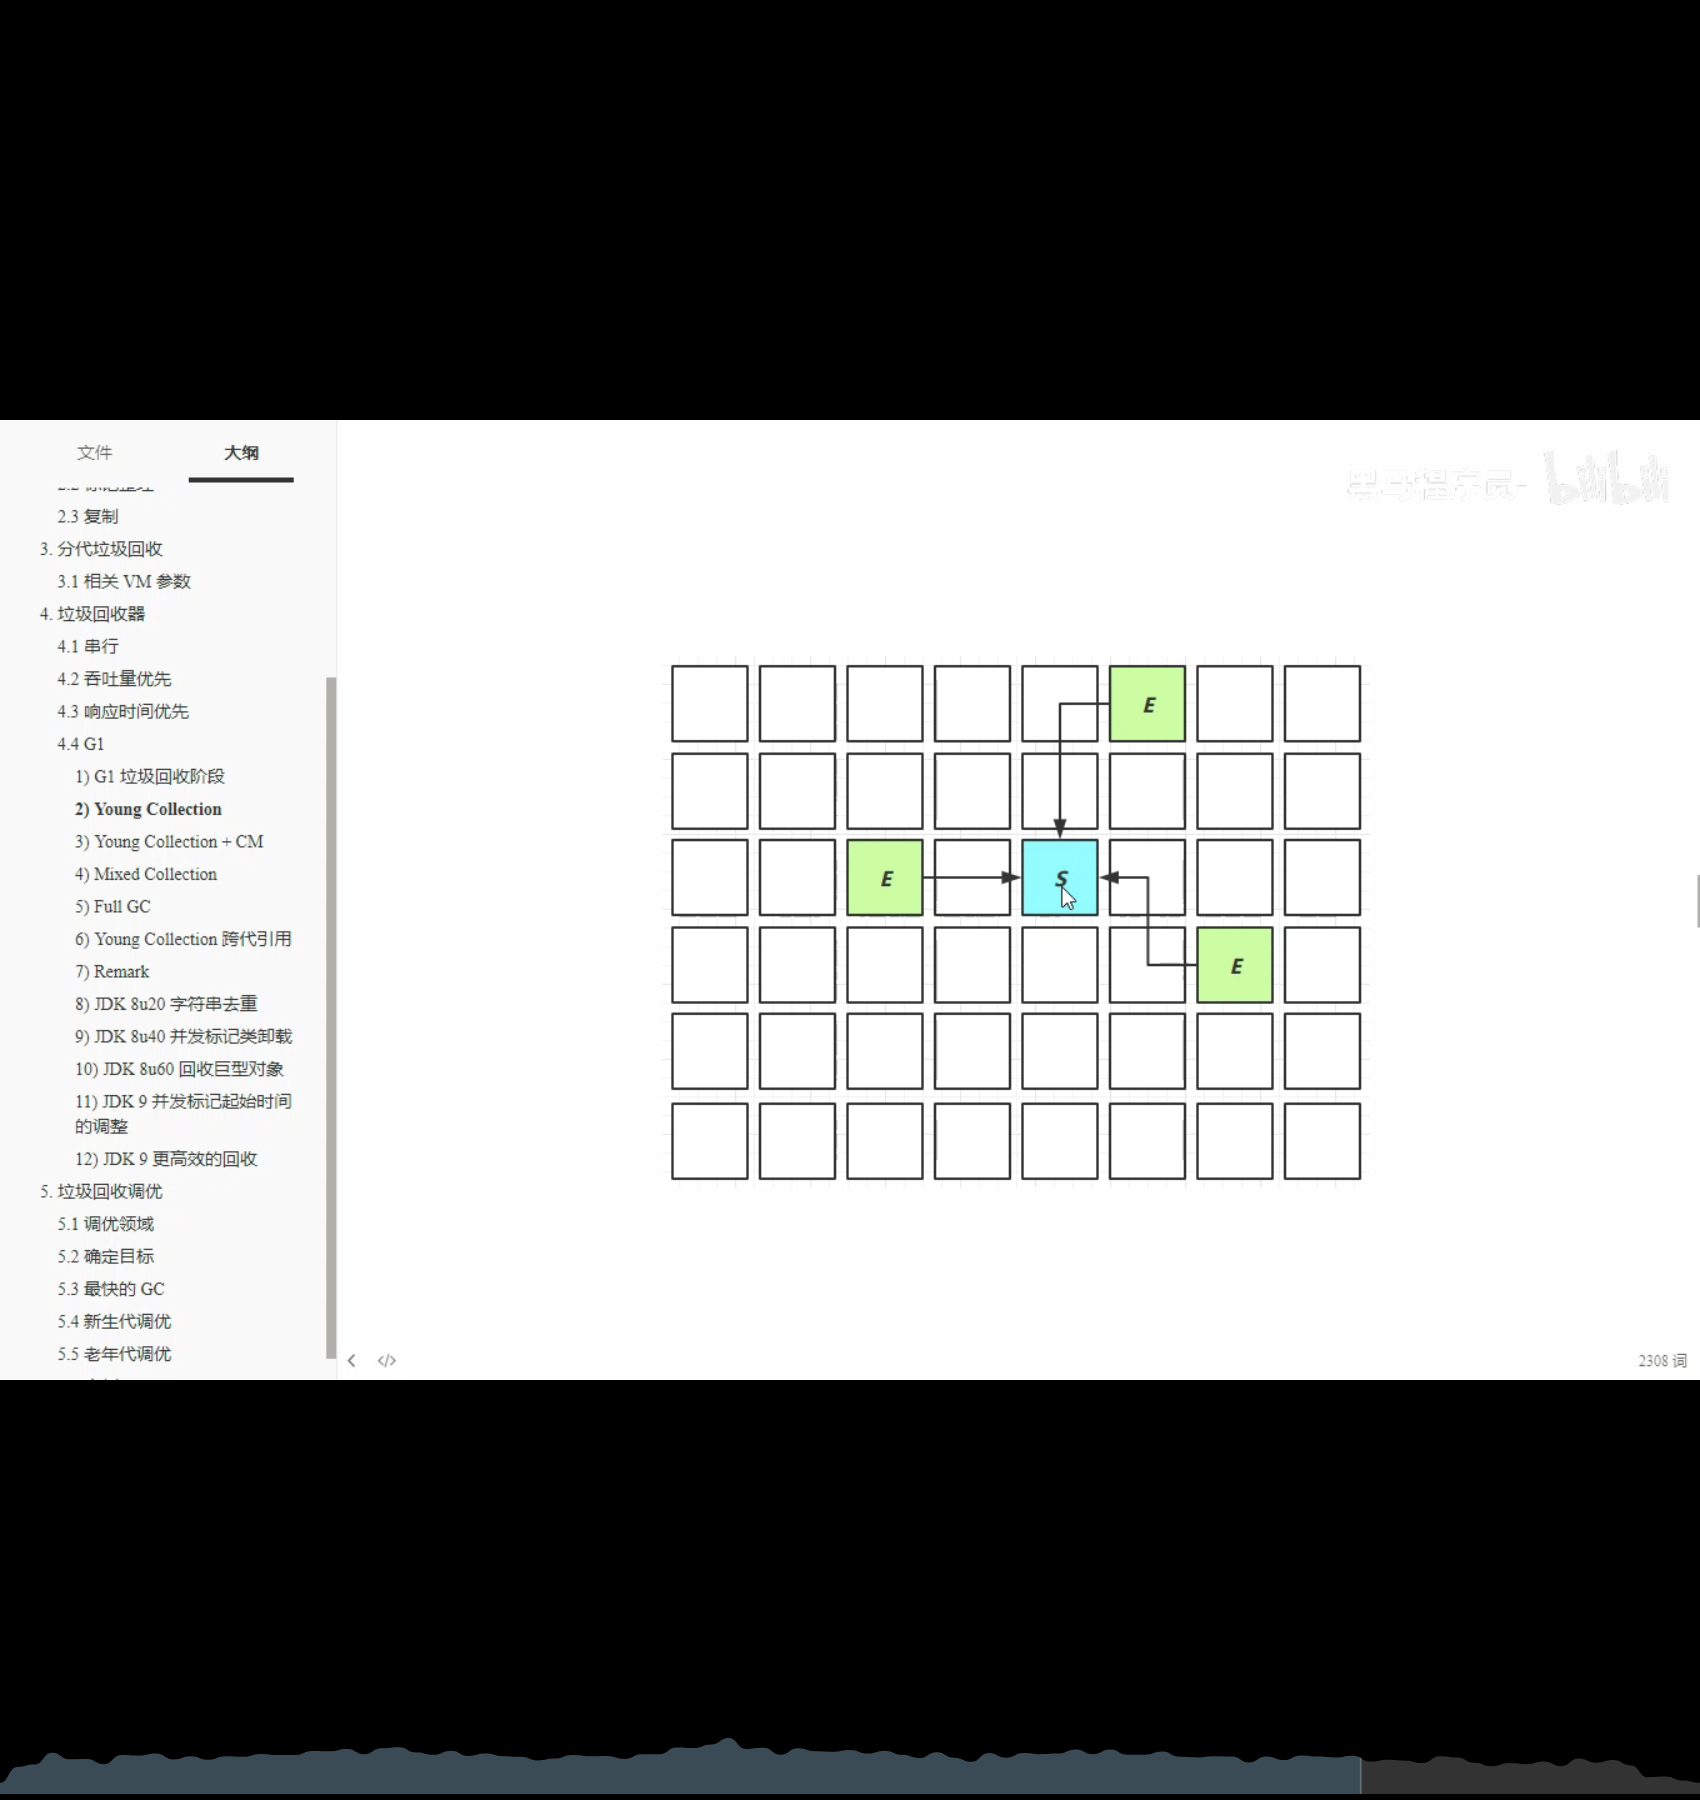 文件
大纲
2.2 标记整理
2.3 复制
3. 分代垃圾回收
3.1 相关 VM 参数
4. 垃圾回收器
4.1 串行
4.2 吞吐量优先
4.3 响应时间优先
4.4 G1
1) G1 垃圾回收阶段
2) Young Collection
3) Young Collection + CM
4) Mixed Collection
5) Full GC
6) Young Collection 跨代引用
7) Remark
8) JDK 8u20 字符串去重
9) JDK 8u40 并发标记类卸载
10) JDK 8u60 回收巨型对象
11) JDK 9 并发标记起始时间
的调整
12) JDK 9 更高效的回收
5. 垃圾回收调优
5.1 调优领域
5.2 确定目标
5.3 最快的 GC
5.4 新生代调优
5.5 老年代调优
黑马程序员-
bilibili
E
E
S
E
2308 词